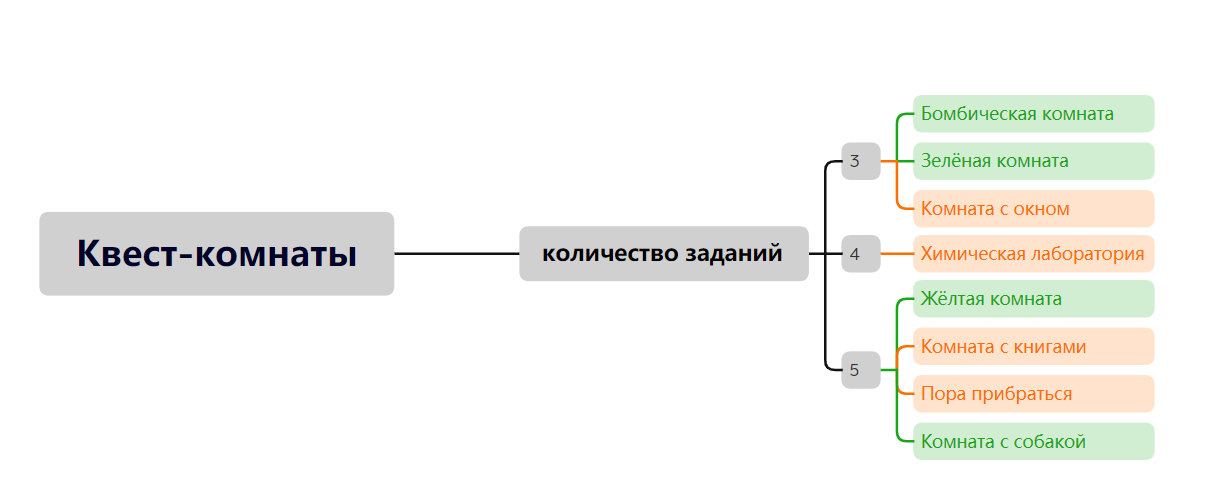 Квест-комнаты
количество заданий
3
Бомбическая комната
Зелёная комната
Комната с окном
4
Химическая лаборатория
5
Жёлтая комната
Комната с книгами
Пора прибраться
Комната с собакой